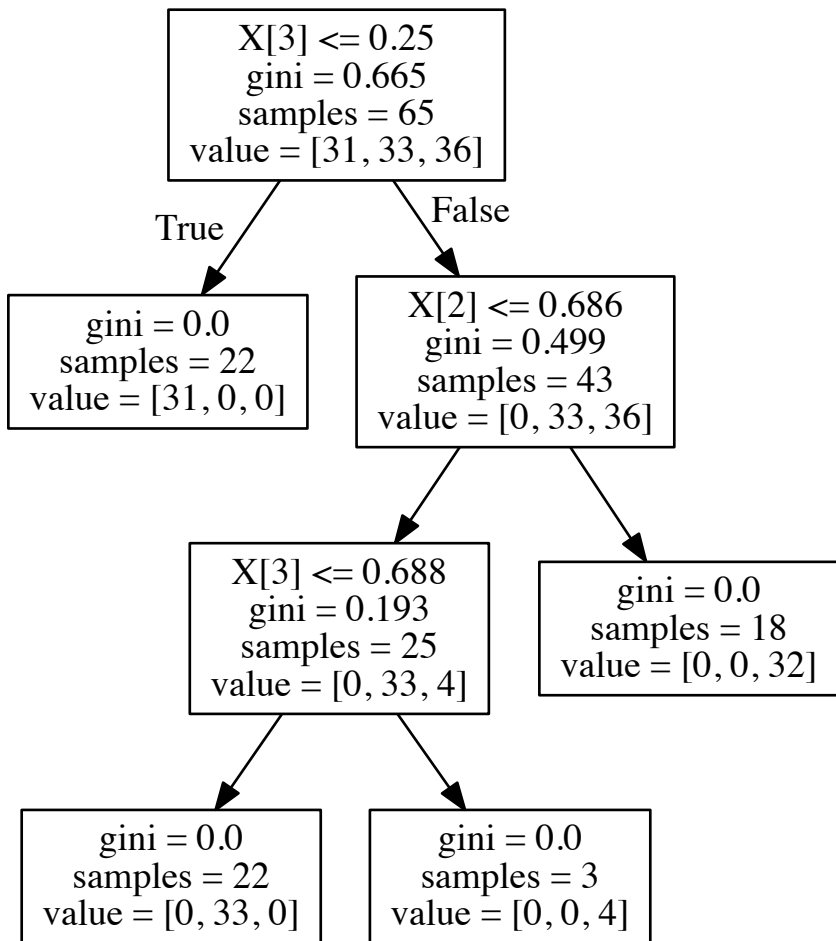 X[3] <= 0.25
gini = 0.665
samples = 65
value = [31, 33, 36]
True
False
gini = 0.0
samples = 22
value = [31, 0, 0]
X[2] <= 0.686
gini = 0.499
samples = 43
value = [0, 33, 36]
X[3] <= 0.688
gini = 0.193
samples = 25
value = [0, 33, 4]
gini = 0.0
samples = 18
value = [0, 0, 32]
gini = 0.0
samples = 22
value = [0, 33, 0]
gini = 0.0
samples = 3
value = [0, 0, 4]